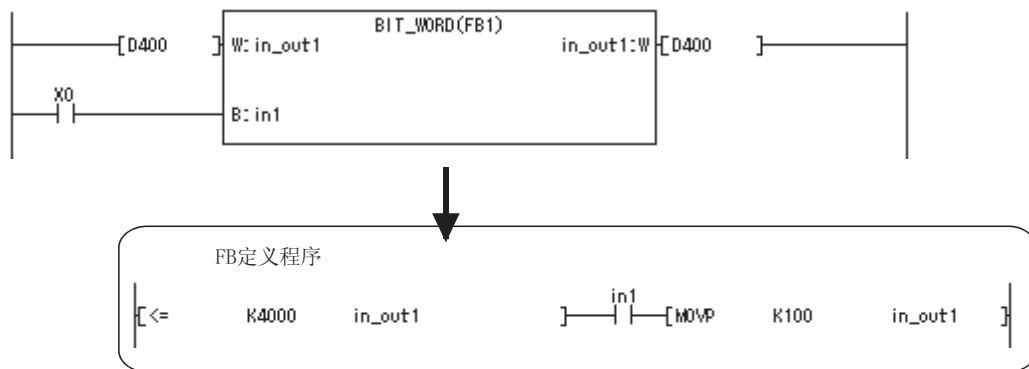 BIT_WORD(FB1)
[D400 ] W:in_out1 in_out1:W [D400 ]
X0
B:in1
FB定义程序
in1
[<= K4000 in_out1 ] [MOVP K100 in_out1 ]